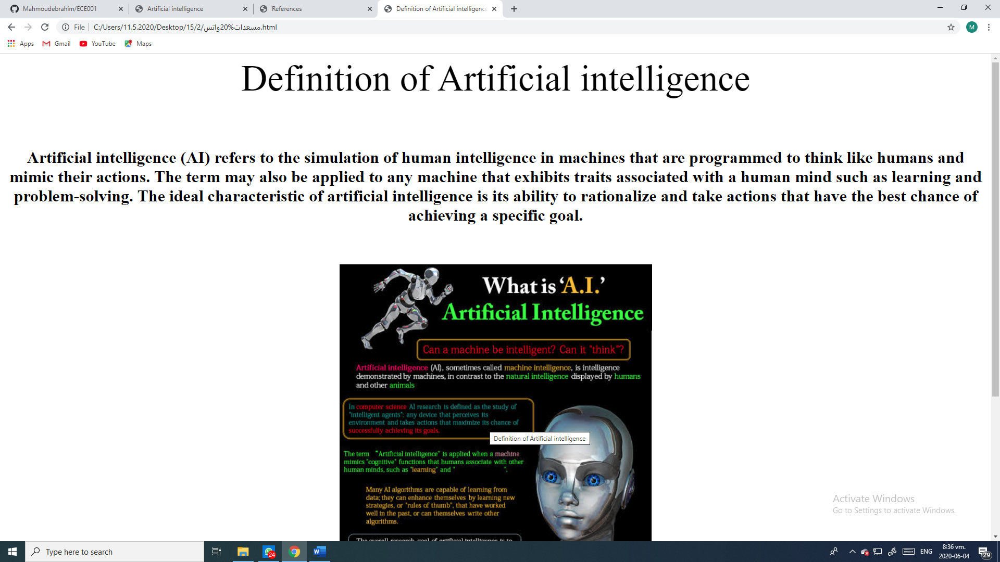 Mahmoudebrahim/ECE001
Artificial intelligence
References
Definition of Artificial intelligence
File
C:/Users/11.5.2020/Desktop/15/2/مسعدات%20واتس.html
M
Apps
Gmail
YouTube
Maps
Definition of Artificial intelligence
Artificial intelligence (AI) refers to the simulation of human intelligence in machines that are programmed to think like humans and
mimic their actions. The term may also be applied to any machine that exhibits traits associated with a human mind such as learning and
problem-solving. The ideal characteristic of artificial intelligence is its ability to rationalize and take actions that have the best chance of
achieving a specific goal.
What is ‘A.I.’
Artificial Intelligence
Can a machine be intelligent? Can it "think"?
Artificial intelligence (AI), sometimes called machine intelligence, is intelligence
demonstrated by machines, in contrast to the natural intelligence displayed by humans
and other animals
In computer science AI research is defined as the study of
"intelligent agents": any device that perceives its
environment and takes actions that maximize its chance of
successfully achieving its goals.
Definition of Artificial intelligence
The term "Artificial intelligence" is applied when a machine
mimics "cognitive" functions that humans associate with other
human minds, such as "learning" and " ".
Many AI algorithms are capable of learning from
data; they can enhance themselves by learning new
strategies, or "rules of thumb", that have worked
well in the past, or can themselves write other
algorithms.
The overall research goal of artificial intelligence is to
Activate Windows
Go to Settings to activate Windows.
Type here to search
24
W
ENG
8:36 vm.
2020-06-04
29